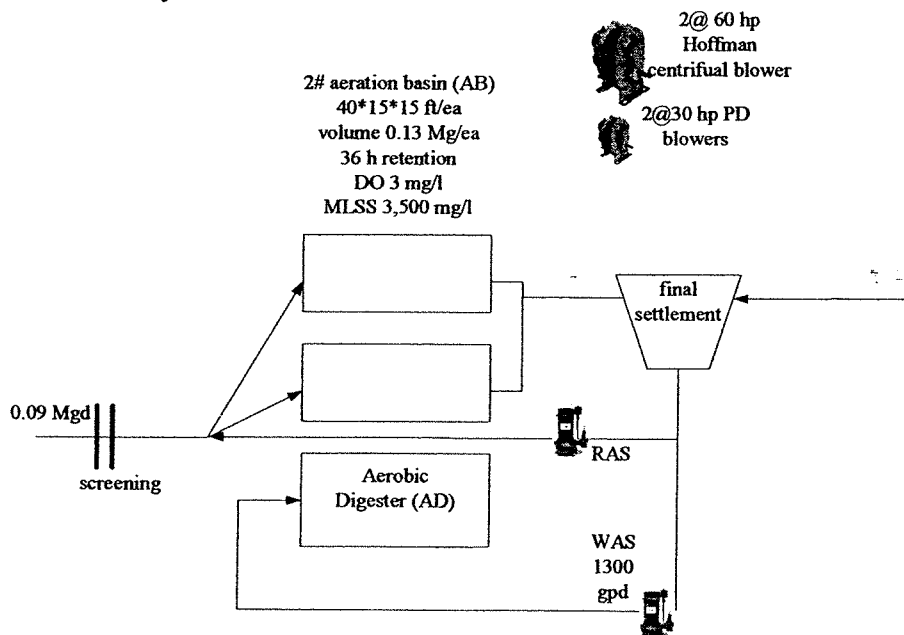 2@ 60 hp
Hoffman
centrifual blower
2@30 hp PD
blowers
2# aeration basin (AB)
40*15*15 ft/ea
volume 0.13 Mg/ea
36 h retention
DO 3 mg/l
MLSS 3,500 mg/l
final
settlement
0.09 Mgd
screening
RAS
Aerobic
Digester (AD)
WAS
1300
gpd